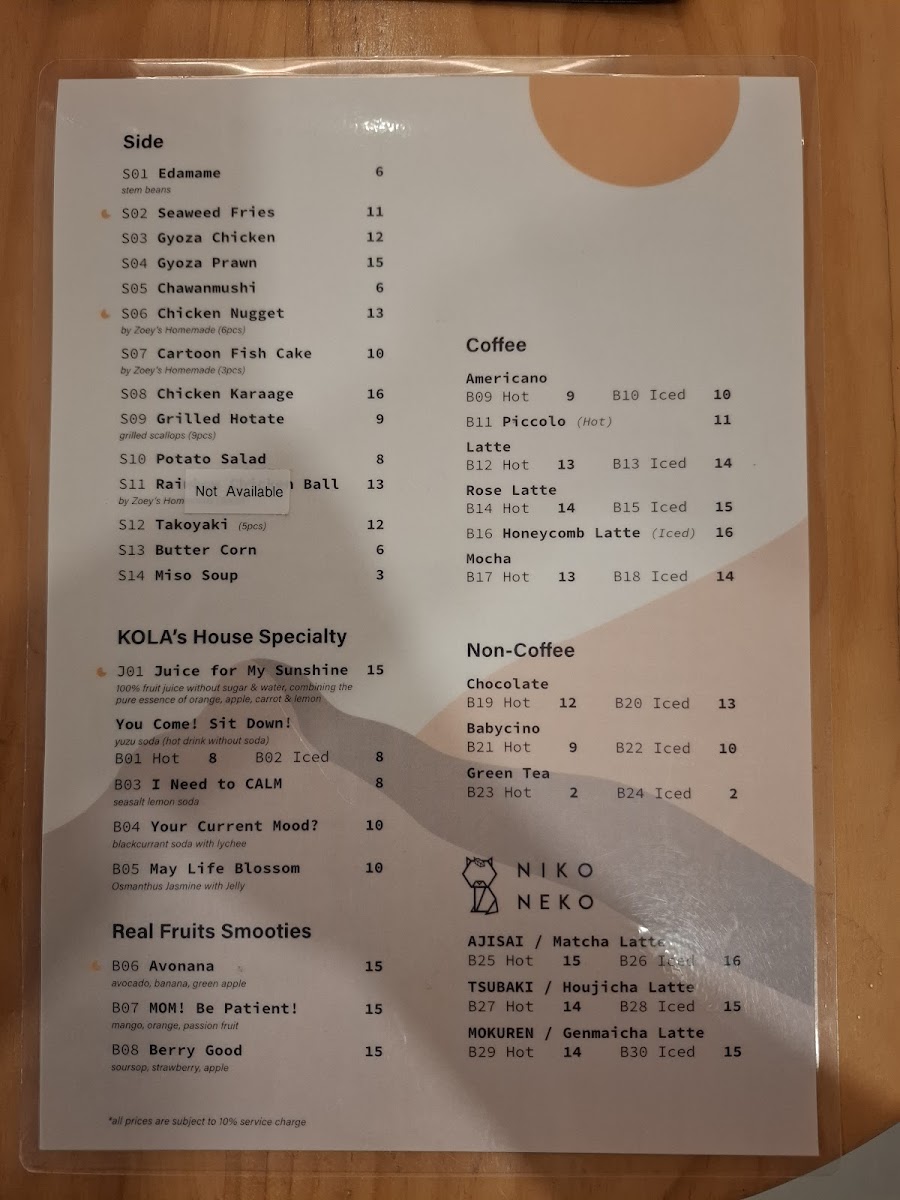 Side
S01 Edamame 6
stem beans
S02 Seaweed Fries 11
S03 Gyoza Chicken 12
S04 Gyoza Prawn 15
S05 Chawanmushi 6
S06 Chicken Nugget 13
by Zoey's Homemade (6pcs)
S07 Cartoon Fish Cake 10
by Zoey's Homemade (3pcs)
S08 Chicken Karaage 16
S09 Grilled Hotate 9
grilled scallops (9pcs)
S10 Potato Salad 8
S11 Ball 13
Not Available
by Zoey's
S12 Takoyaki (5pcs) 12
S13 Butter Corn 6
S14 Miso Soup 3
KOLA's House Specialty
J01 Juice for My Sunshine 15
100% fruit juice without sugar & water, combining the
pure essence of orange, apple, carrot & lemon
You Come! Sit Down!
yuzu soda (hot drink without soda)
B01 Hot 8 B02 Iced 8
B03 I Need to CALM 8
seasalt lemon soda
B04 Your Current Mood? 10
blackcurrant soda with lychee
B05 May Life Blossom 10
Osmanthus Jasmine with Jelly
Real Fruits Smooties
B06 Avonana 15
avocado, banana, green apple
B07 MOM! Be Patient! 15
mango, orange, passion fruit
B08 Berry Good 15
soursop, strawberry, apple
*all prices are subject to 10% service charge
Coffee
Americano
B09 Hot 9 B10 Iced 10
B11 Piccolo (Hot) 11
Latte
B12 Hot 13 B13 Iced 14
Rose Latte
B14 Hot 14 B15 Iced 15
B16 Honeycomb Latte (Iced) 16
Mocha
B17 Hot 13 B18 Iced 14
Non-Coffee
Chocolate
B19 Hot 12 B20 Iced 13
Babycino
B21 Hot 9 B22 Iced 10
Green Tea
B23 Hot 2 B24 Iced 2
NIKO
NEKO
AJISAI / Matcha Latte
B25 Hot 15 B26 Iced 16
TSUBAKI / Houjicha Latte
B27 Hot 14 B28 Iced 15
MOKUREN / Genmaicha Latte
B29 Hot 14 B30 Iced 15